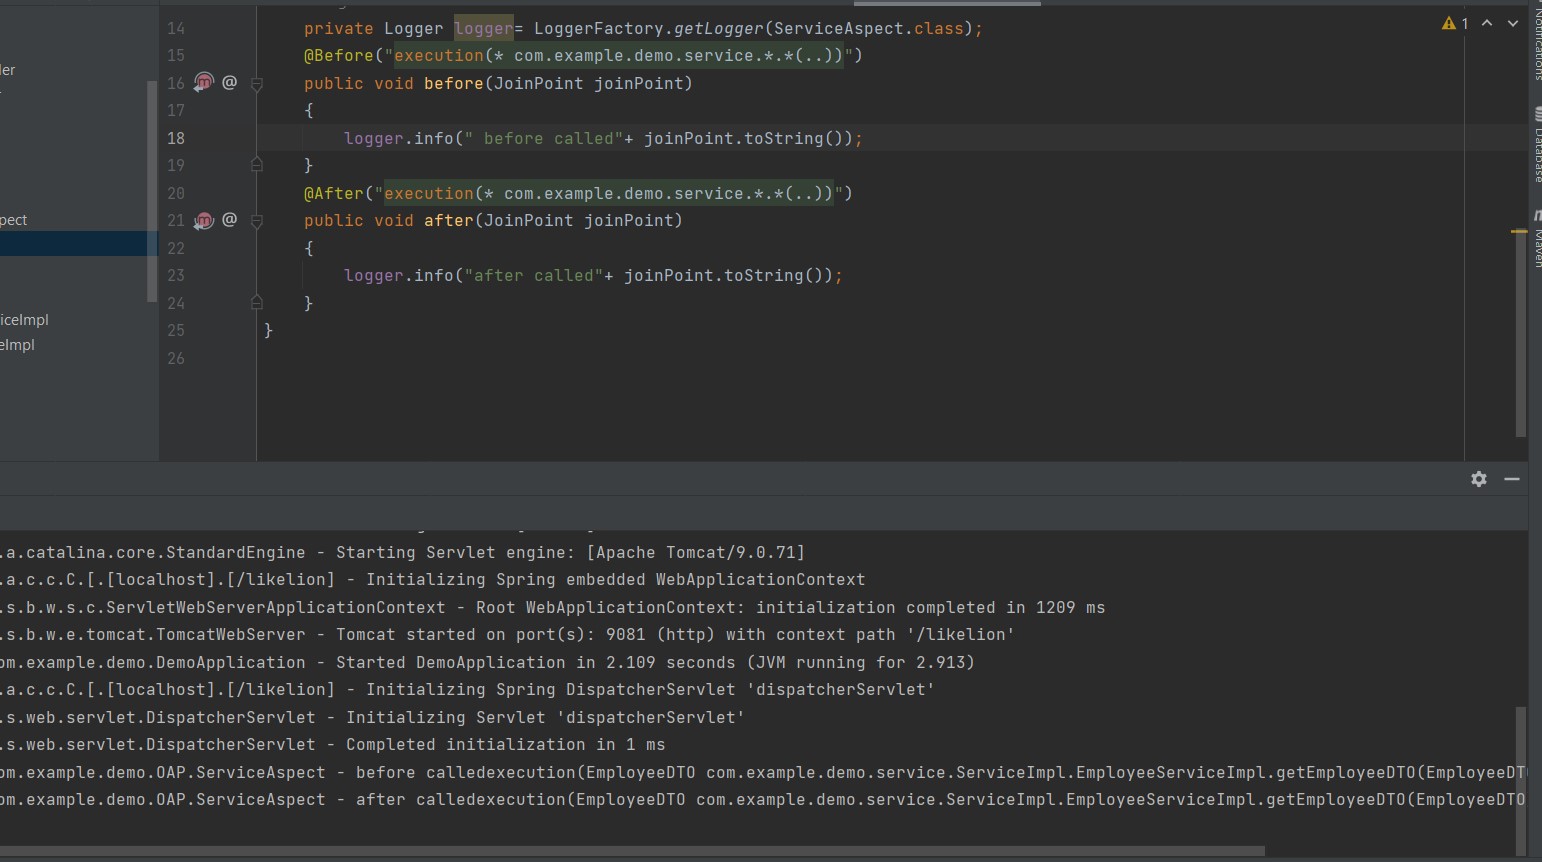 14 private Logger logger= LoggerFactory.getLogger(ServiceAspect.class);
15 @Before("execution(* com.example.demo.service.*.*(..))")
16 @ public void before(JoinPoint joinPoint)
17 {
18 logger.info(" before called"+ joinPoint.toString());
19 }
20 @After("execution(* com.example.demo.service.*.*(..))")
21 @ public void after(JoinPoint joinPoint)
22 {
23 logger.info("after called"+ joinPoint.toString());
24 }
25 }
26
1
ler
pect
iceImpl
eImpl
Notifications
Database
Maven
.a.catalina.core.StandardEngine - Starting Servlet engine: [Apache Tomcat/9.0.71]
.a.c.c.C.[.[localhost].[/likelion] - Initializing Spring embedded WebApplicationContext
.s.b.w.s.c.ServletWebServerApplicationContext - Root WebApplicationContext: initialization completed in 1209 ms
.s.b.w.e.tomcat.TomcatWebServer - Tomcat started on port(s): 9081 (http) with context path '/likelion'
om.example.demo.DemoApplication - Started DemoApplication in 2.109 seconds (JVM running for 2.913)
.a.c.c.C.[.[localhost].[/likelion] - Initializing Spring DispatcherServlet 'dispatcherServlet'
.s.web.servlet.DispatcherServlet - Initializing Servlet 'dispatcherServlet'
.s.web.servlet.DispatcherServlet - Completed initialization in 1 ms
om.example.demo.OAP.ServiceAspect - before calledexecution(EmployeeDTO com.example.demo.service.ServiceImpl.EmployeeServiceImpl.getEmployeeDTO(EmployeeDT
om.example.demo.OAP.ServiceAspect - after calledexecution(EmployeeDTO com.example.demo.service.ServiceImpl.EmployeeServiceImpl.getEmployeeDTO(EmployeeDTO